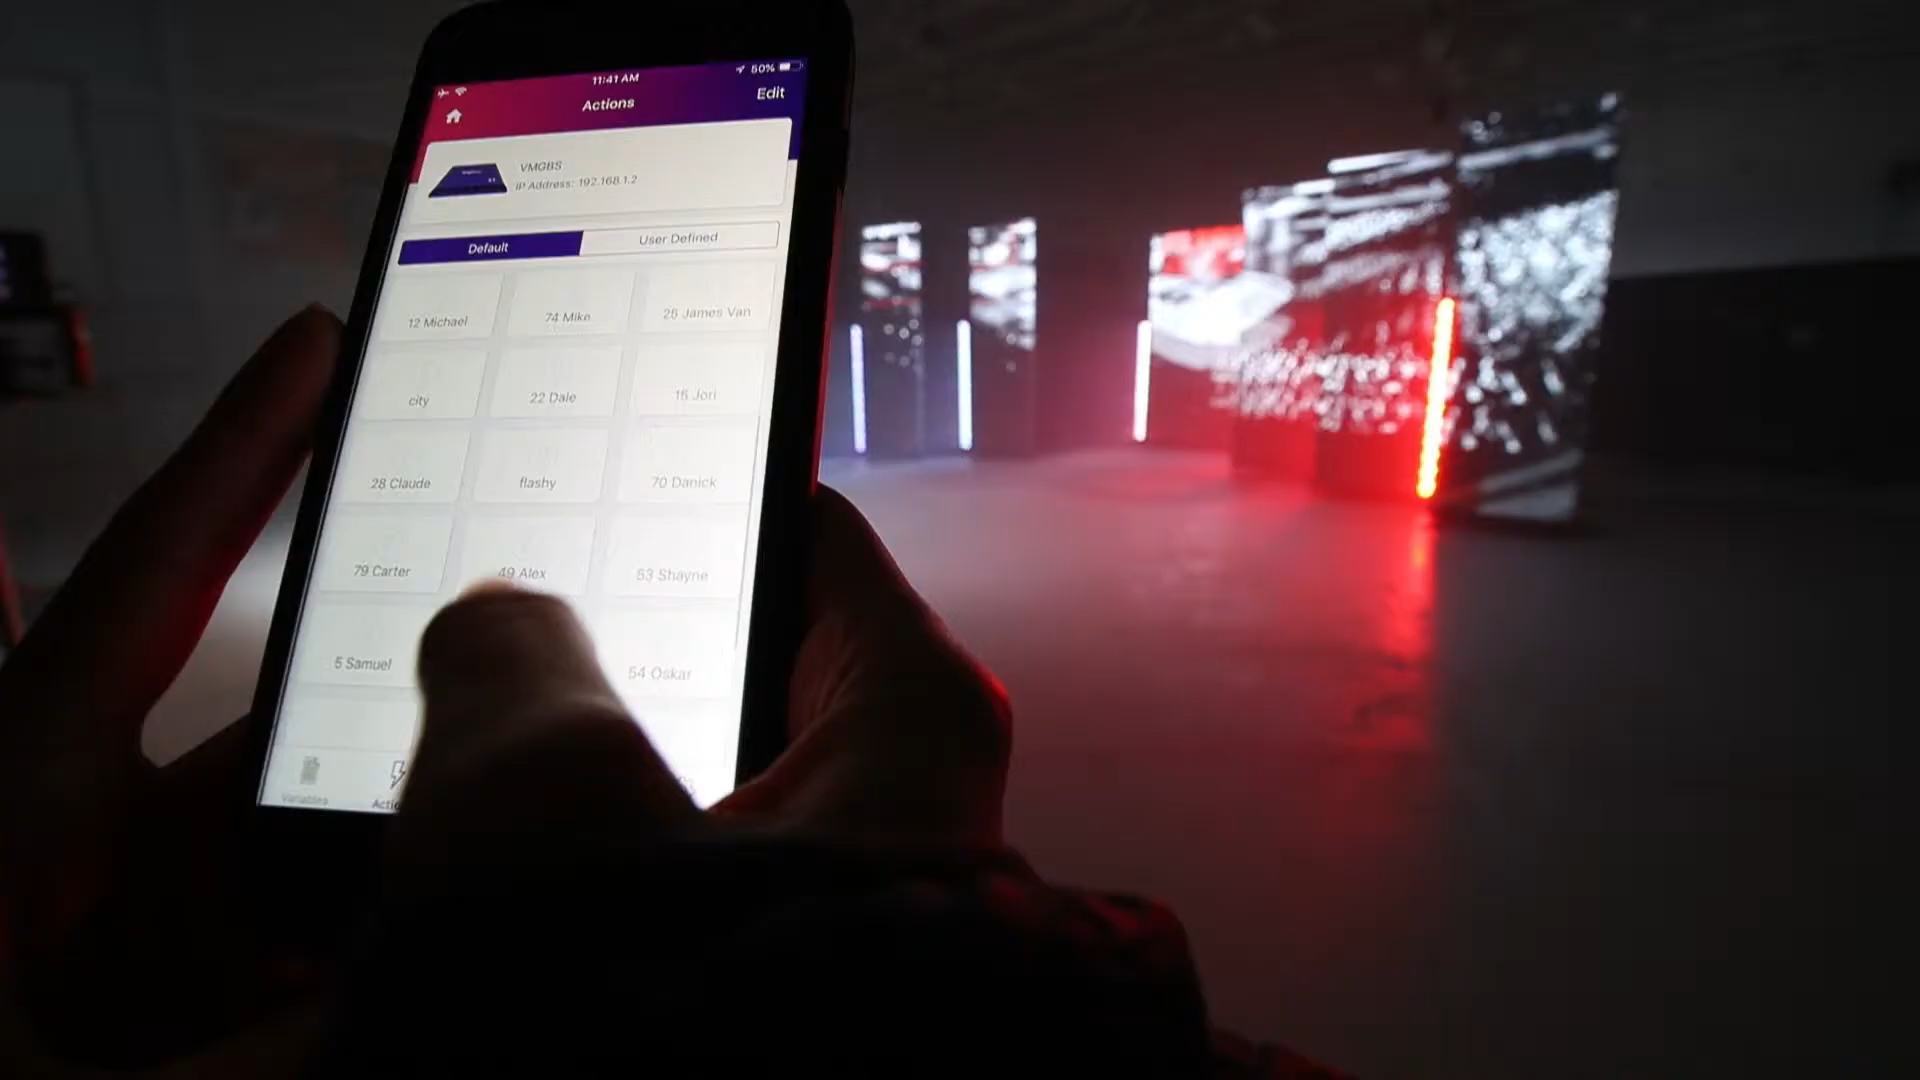 11:41 AM
50%
Actions
Edit
VMGBS
IP Address: 192.168.1.2
Default
User Defined
12 Michael
74 Mike
25 James Van
city
22 Dale
15 Jori
28 Claude
flashy
70 Danick
79 Carter
49 Alex
53 Shayne
5 Samuel
54 Oskar
Variables
Actio